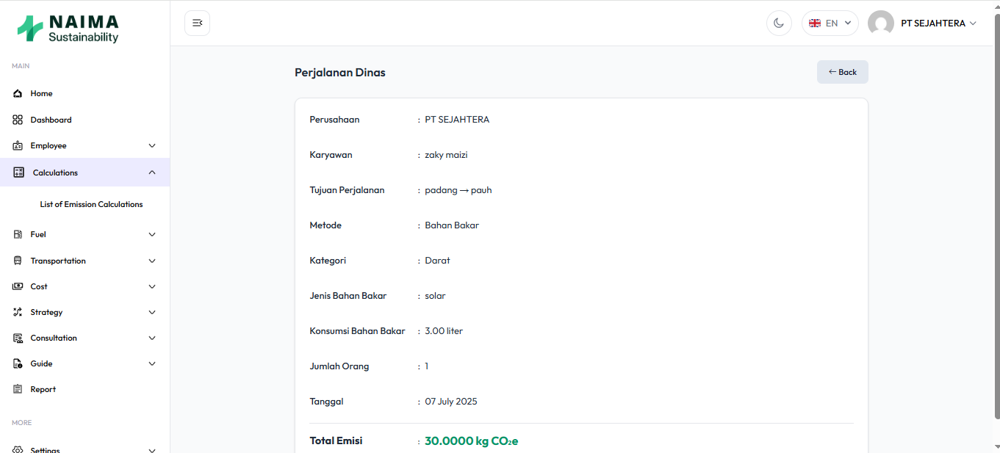 NAIMA
Sustainability
EN
PT SEJAHTERA
MAIN
Home
Dashboard
Employee
Calculations
List of Emission Calculations
Fuel
Transportation
Cost
Strategy
Consultation
Guide
Report
MORE
Settings
Perjalanan Dinas
← Back
Perusahaan : PT SEJAHTERA
Karyawan : zaky maizi
Tujuan Perjalanan : padang → pauh
Metode : Bahan Bakar
Kategori : Darat
Jenis Bahan Bakar : solar
Konsumsi Bahan Bakar : 3.00 liter
Jumlah Orang : 1
Tanggal : 07 July 2025
Total Emisi : 30.0000 kg CO₂e